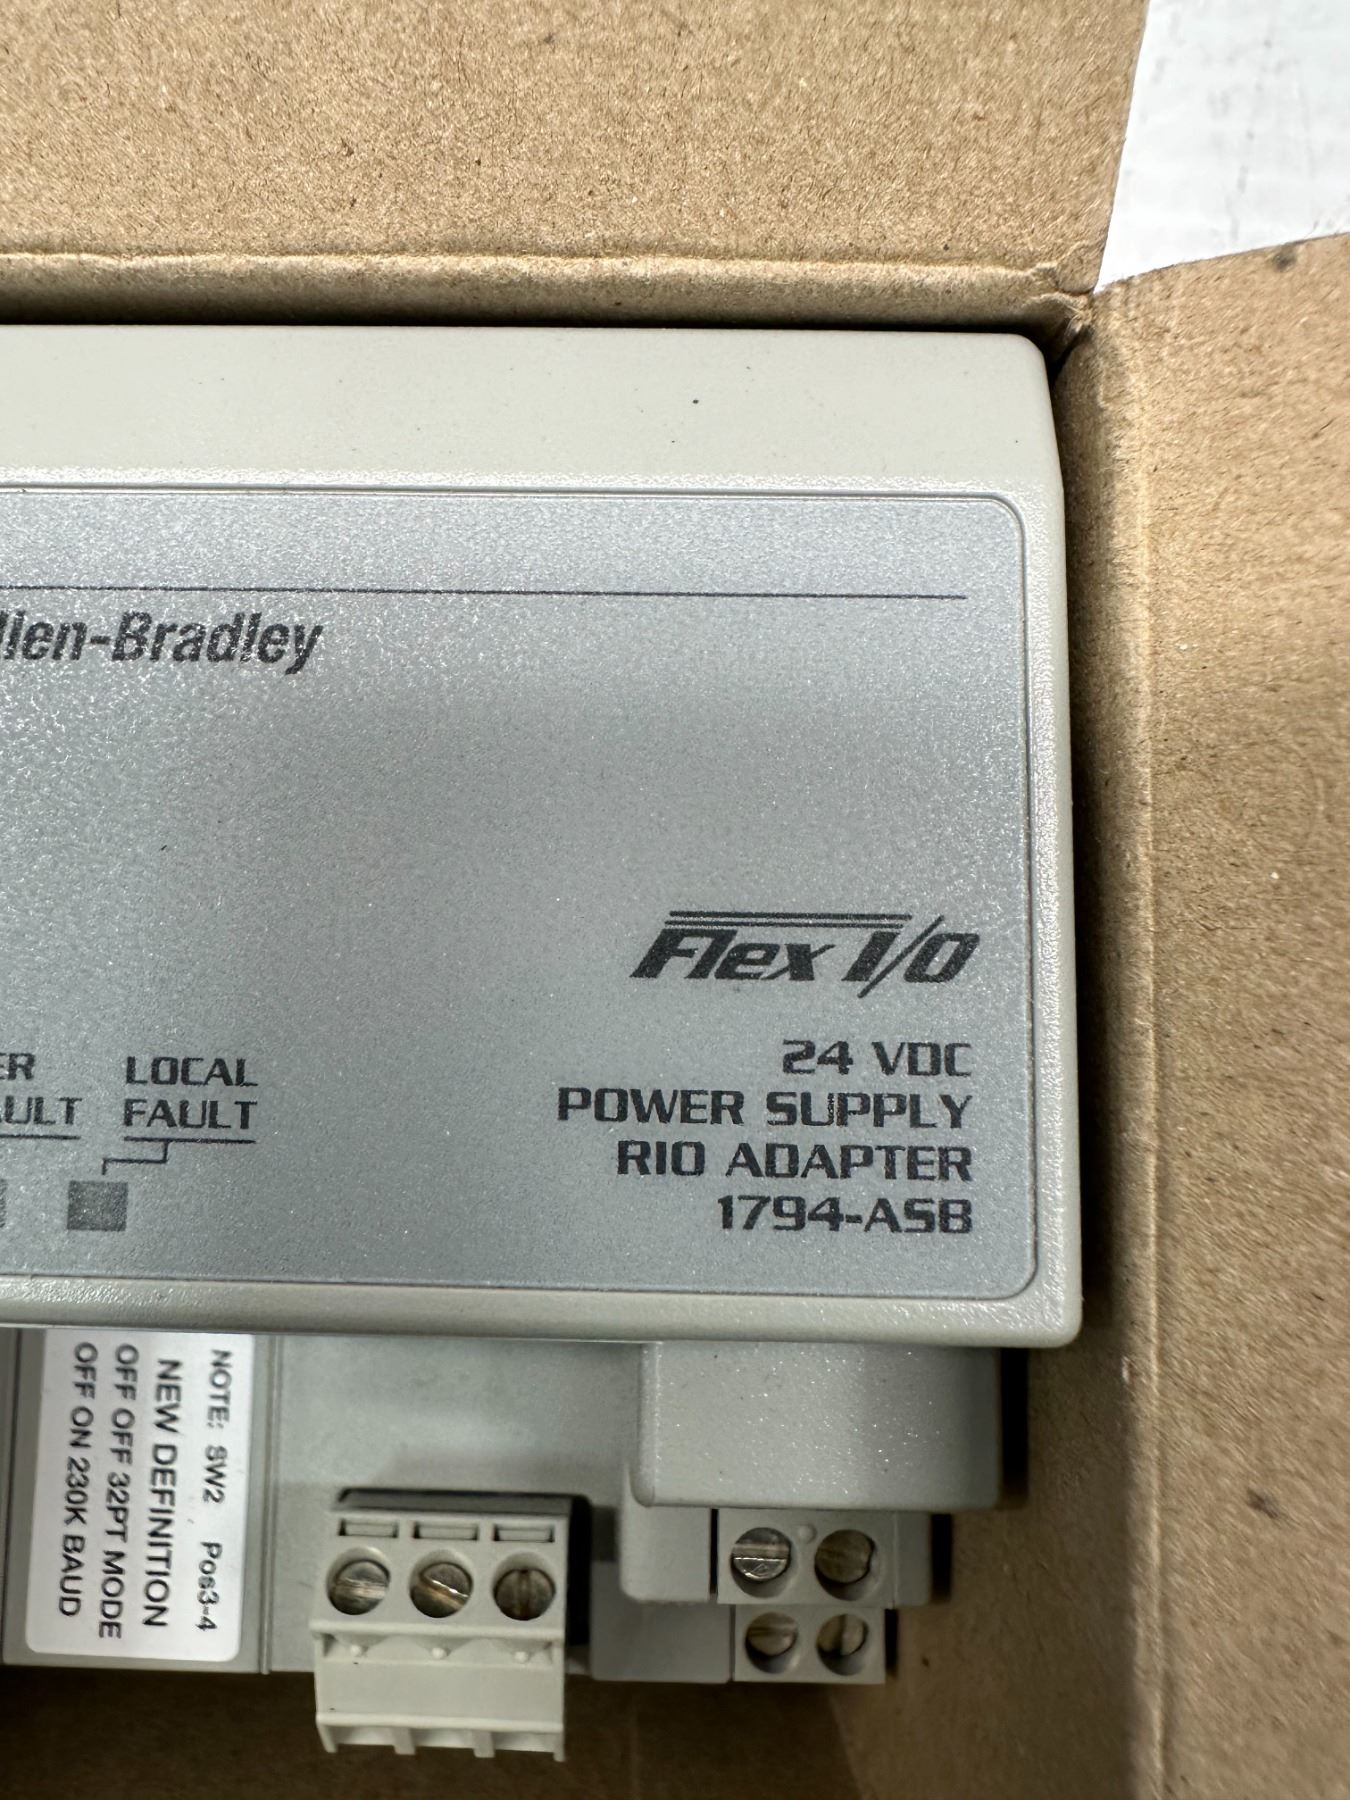 llen-Bradley
Flex I/O
24 VDC
POWER SUPPLY
RIO ADAPTER
1794-ASB
ER
AULT
LOCAL
FAULT
NOTE: SW2 Pos3-4
NEW DEFINITION
OFF OFF 32PT MODE
OFF ON 230K BAUD